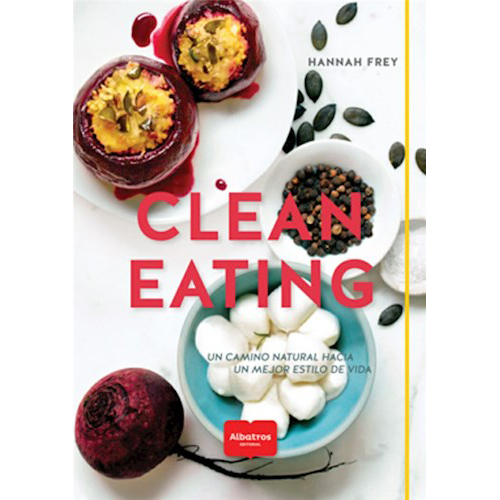 HANNAH FREY
CLEAN
EATING
UN CAMINO NATURAL HACIA
UN MEJOR ESTILO DE VIDA
Albatros
EDITORIAL